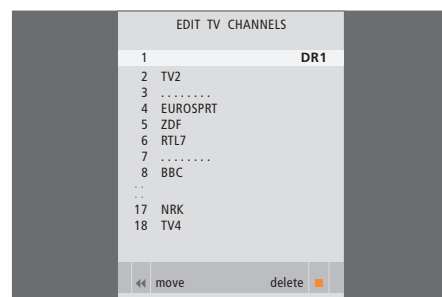 EDIT TV CHANNELS
1 DR1
2 TV2
3 ........
4 EUROSPRT
5 ZDF
6 RTL7
7 ........
8 BBC
..
..
17 NRK
18 TV4
move delete